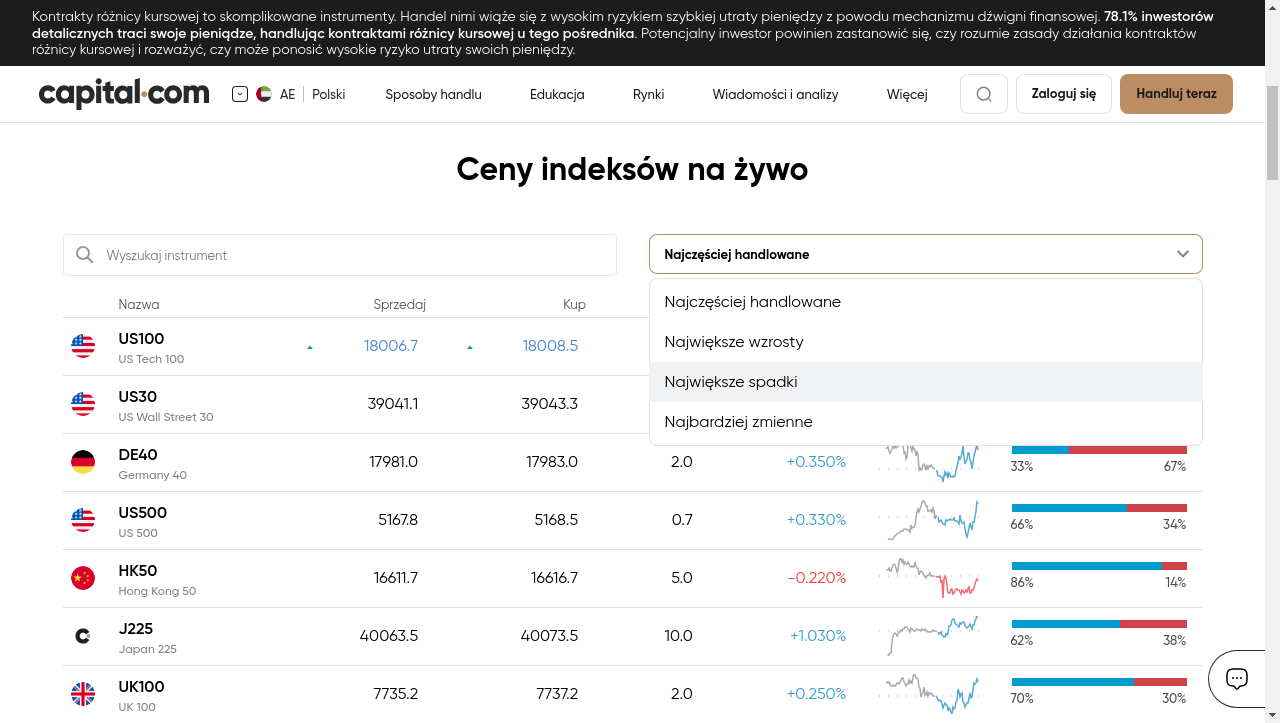 Kontrakty różnicy kursowej to skomplikowane instrumenty. Handel nimi wiąże się z wysokim ryzykiem szybkiej utraty pieniędzy z powodu mechanizmu dźwigni finansowej. 78.1% inwestorów
detalicznych traci swoje pieniądze, handlując kontraktami różnicy kursowej u tego pośrednika. Potencjalny inwestor powinien zastanowić się, czy rozumie zasady działania kontraktów
różnicy kursowej i rozważyć, czy może ponosić wysokie ryzyko utraty swoich pieniędzy.
capital.com AE Polski Sposoby handlu Edukacja Rynki Wiadomości i analizy Więcej Zaloguj się Handluj teraz
Ceny indeksów na żywo
Wyszukaj instrument
Najczęściej handlowane
Najczęściej handlowane
Największe wzrosty
Największe spadki
Najbardziej zmienne
Nazwa Sprzedaj Kup
US100 18006.7 18008.5
US Tech 100
US30 39041.1 39043.3
US Wall Street 30
DE40 17981.0 17983.0 2.0 +0.350% 33% 67%
Germany 40
US500 5167.8 5168.5 0.7 +0.330% 66% 34%
US 500
HK50 16611.7 16616.7 5.0 -0.220% 86% 14%
Hong Kong 50
J225 40063.5 40073.5 10.0 +1.030% 62% 38%
Japan 225
UK100 7735.2 7737.2 2.0 +0.250% 70% 30%
UK 100